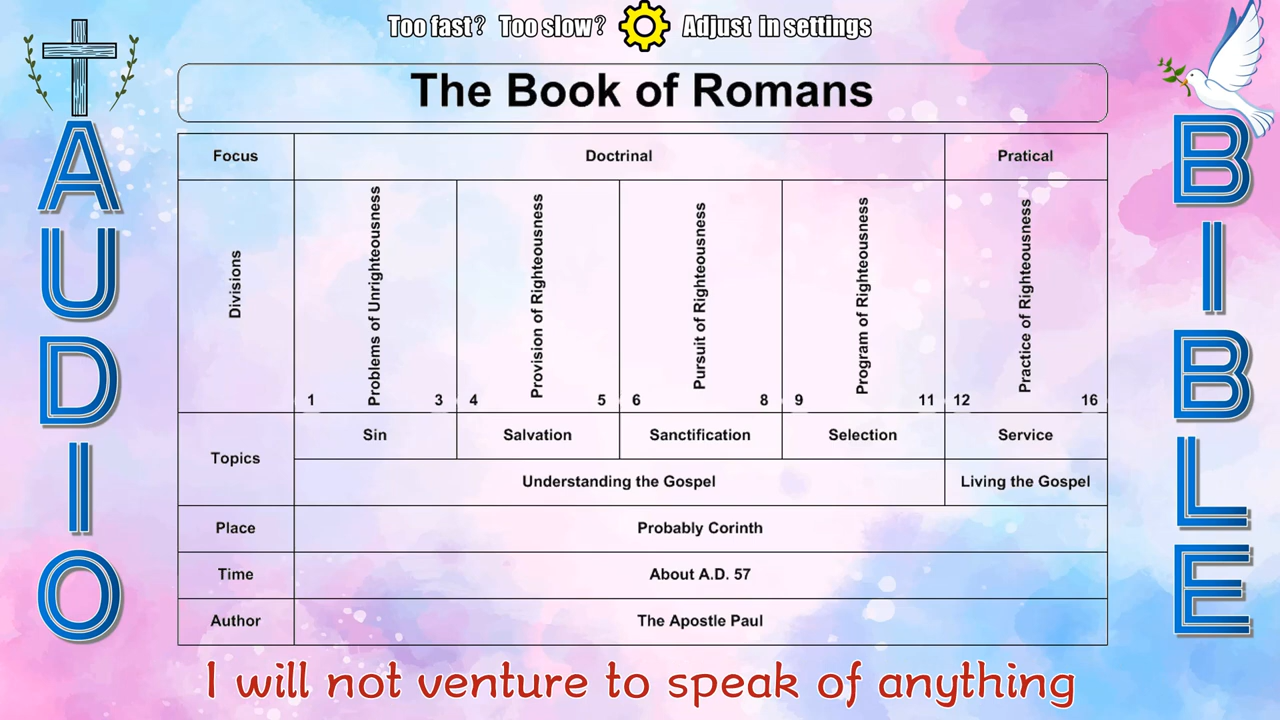 Too fast? Too slow? Adjust in settings
The Book of Romans
AUDIO
BIBLE
Focus Doctrinal Pratical
Divisions
Problems of Unrighteousness
Provision of Righteousness
Pursuit of Righteousness
Program of Righteousness
Practice of Righteousness
1 3 4 5 6 8 9 11 12 16
Topics
Sin Salvation Sanctification Selection Service
Understanding the Gospel Living the Gospel
Place Probably Corinth
Time About A.D. 57
Author The Apostle Paul
I will not venture to speak of anything